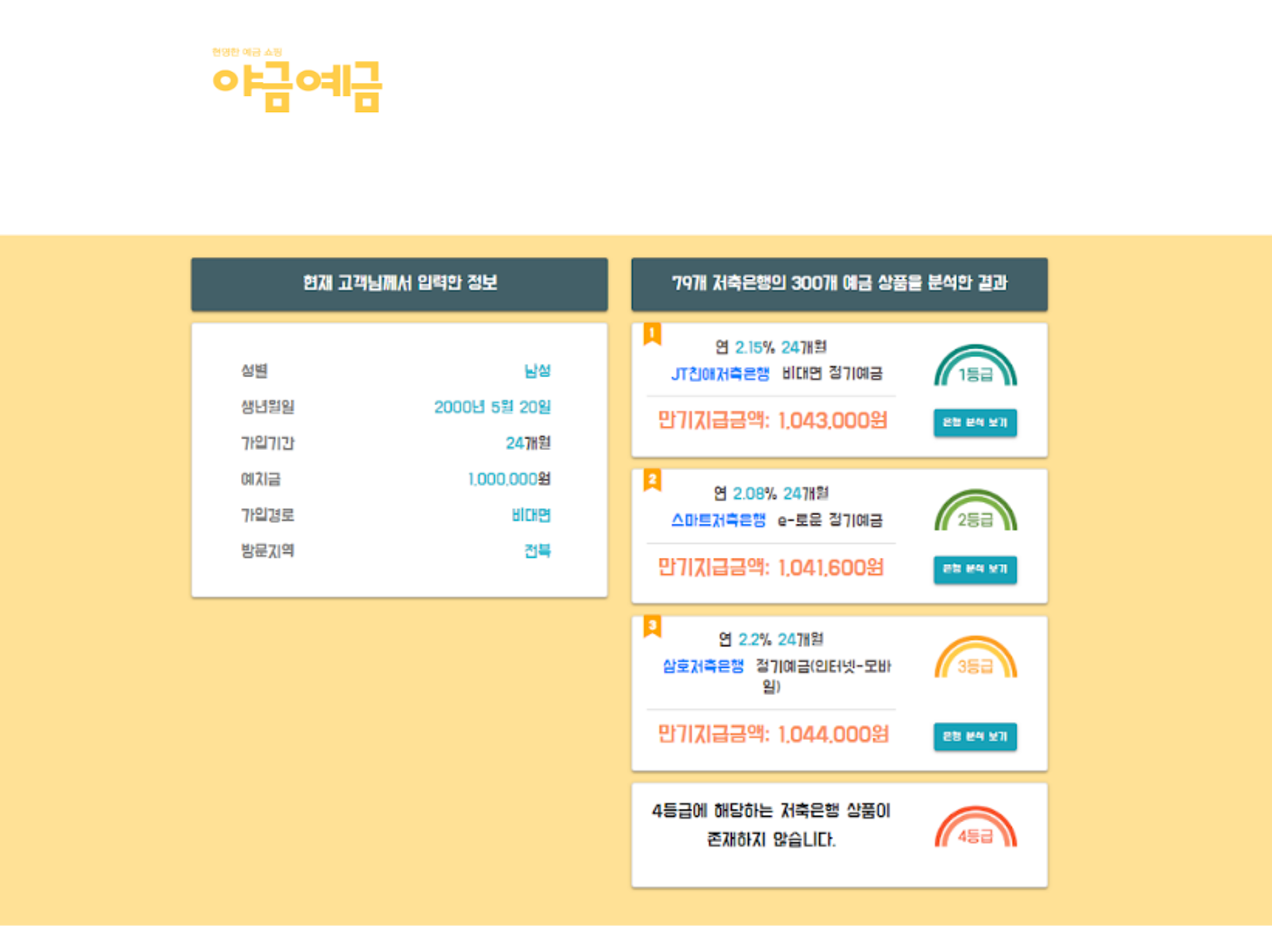 현명한 예금 쇼핑
야금예금
현재 고객님께서 입력한 정보
성별 남성
생년월일 2000년 5월 20일
가입기간 24개월
예치금 1,000,000원
가입경로 비대면
방문지역 전북
79개 저축은행의 300개 예금 상품을 분석한 결과
1
연 2.15% 24개월
JT친애저축은행 비대면 정기예금
만기지급금액: 1,043,000원
1등급
은행 분석 보기
2
연 2.08% 24개월
스마트저축은행 e-로운 정기예금
만기지급금액: 1,041,600원
2등급
은행 분석 보기
3
연 2.2% 24개월
삼호저축은행 정기예금(인터넷-모바
일)
만기지급금액: 1,044,000원
3등급
은행 분석 보기
4등급에 해당하는 저축은행 상품이
존재하지 않습니다.
4등급